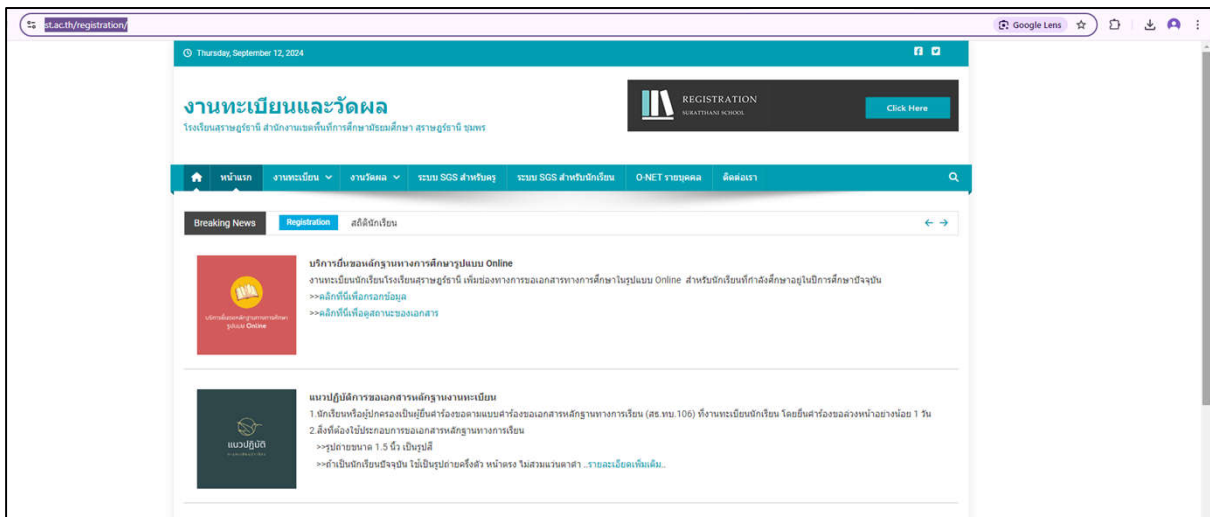 st.ac.th/registration/
Google Lens
Thursday, September 12, 2024
งานทะเบียนและวัดผล
โรงเรียนสุราษฎร์ธานี สำนักงานเขตพื้นที่การศึกษามัธยมศึกษา สุราษฎร์ธานี ชุมพร
REGISTRATION
SURATTHANI SCHOOL
Click Here
หน้าแรก งานทะเบียน งานวัดผล ระบบ SGS สำหรับครู ระบบ SGS สำหรับนักเรียน O-NET รายบุคคล ติดต่อเรา
Breaking News Registration สถิตินักเรียน
บริการยื่นขอหลักฐานทางการศึกษารูปแบบ Online
งานทะเบียนนักเรียนโรงเรียนสุราษฎร์ธานี เพิ่มช่องทางการขอเอกสารทางการศึกษาในรูปแบบ Online สำหรับนักเรียนที่กำลังศึกษาอยู่ในปีการศึกษาปัจจุบัน
>>คลิกที่นี่เพื่อกรอกข้อมูล
>>คลิกที่นี่เพื่อดูสถานะของเอกสาร
บริการยื่นขอหลักฐานทางการศึกษา
รูปแบบ Online
แนวปฏิบัติการขอเอกสารหลักฐานงานทะเบียน
1.นักเรียนหรือผู้ปกครองเป็นผู้ยื่นคำร้องขอตามแบบคำร้องขอเอกสารหลักฐานทางการเรียน (สธ.ทบ.106) ที่งานทะเบียนนักเรียน โดยยื่นคำร้องขอล่วงหน้าอย่างน้อย 1 วัน
2.สิ่งที่ต้องใช้ประกอบการขอเอกสารหลักฐานทางการเรียน
>>รูปถ่ายขนาด 1.5 นิ้ว เป็นรูปสี
>>ถ้าเป็นนักเรียนปัจจุบัน ใช้เป็นรูปถ่ายครึ่งตัว หน้าตรง ไม่สวมแว่นตาดำ ..รายละเอียดเพิ่มเติม..
แนวปฏิบัติ